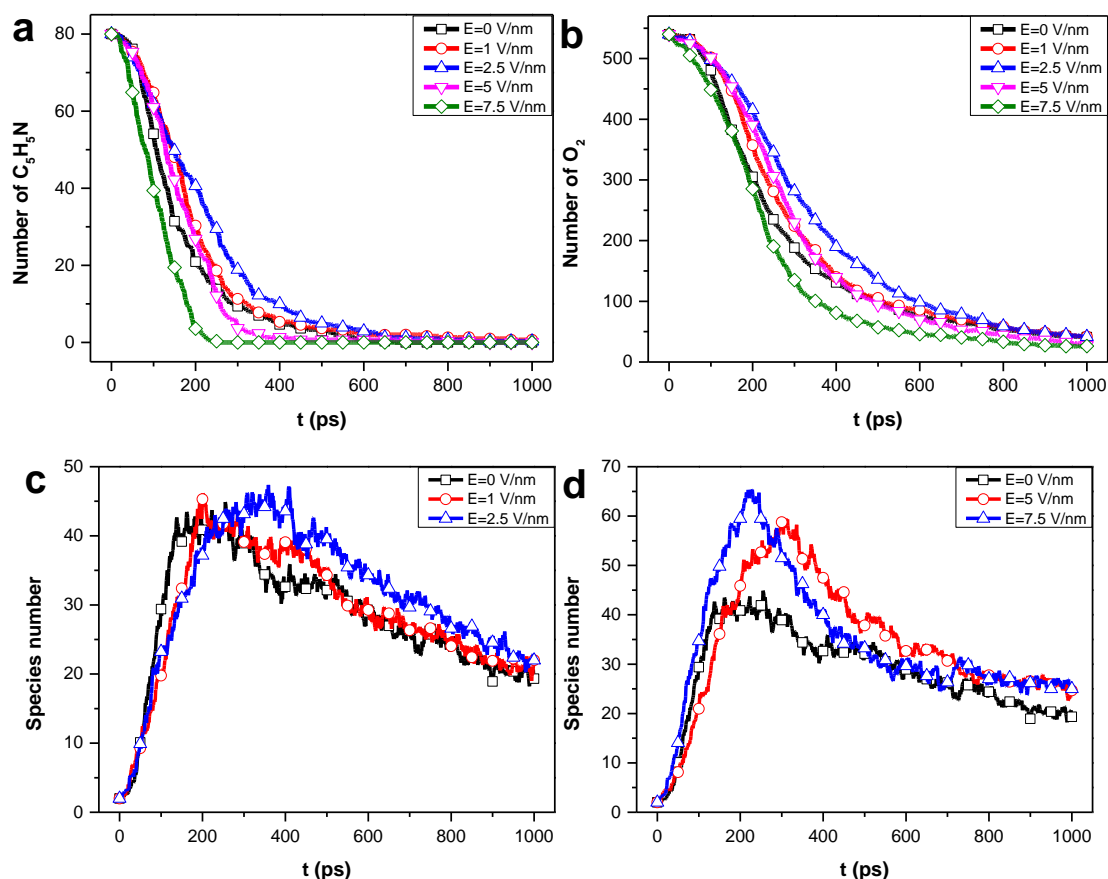 a
E=0 V/nm
E=1 V/nm
E=2.5 V/nm
E=5 V/nm
E=7.5 V/nm
80
60
40
20
0
Number of C₅H₅N
0 200 400 600 800 1000
t (ps)
b
E=0 V/nm
E=1 V/nm
E=2.5 V/nm
E=5 V/nm
E=7.5 V/nm
500
400
300
200
100
0
Number of O₂
0 200 400 600 800 1000
t (ps)
c
E=0 V/nm
E=1 V/nm
E=2.5 V/nm
50
40
30
20
10
0
Species number
0 200 400 600 800 1000
t (ps)
d
E=0 V/nm
E=5 V/nm
E=7.5 V/nm
70
60
50
40
30
20
10
0
Species number
0 200 400 600 800 1000
t (ps)